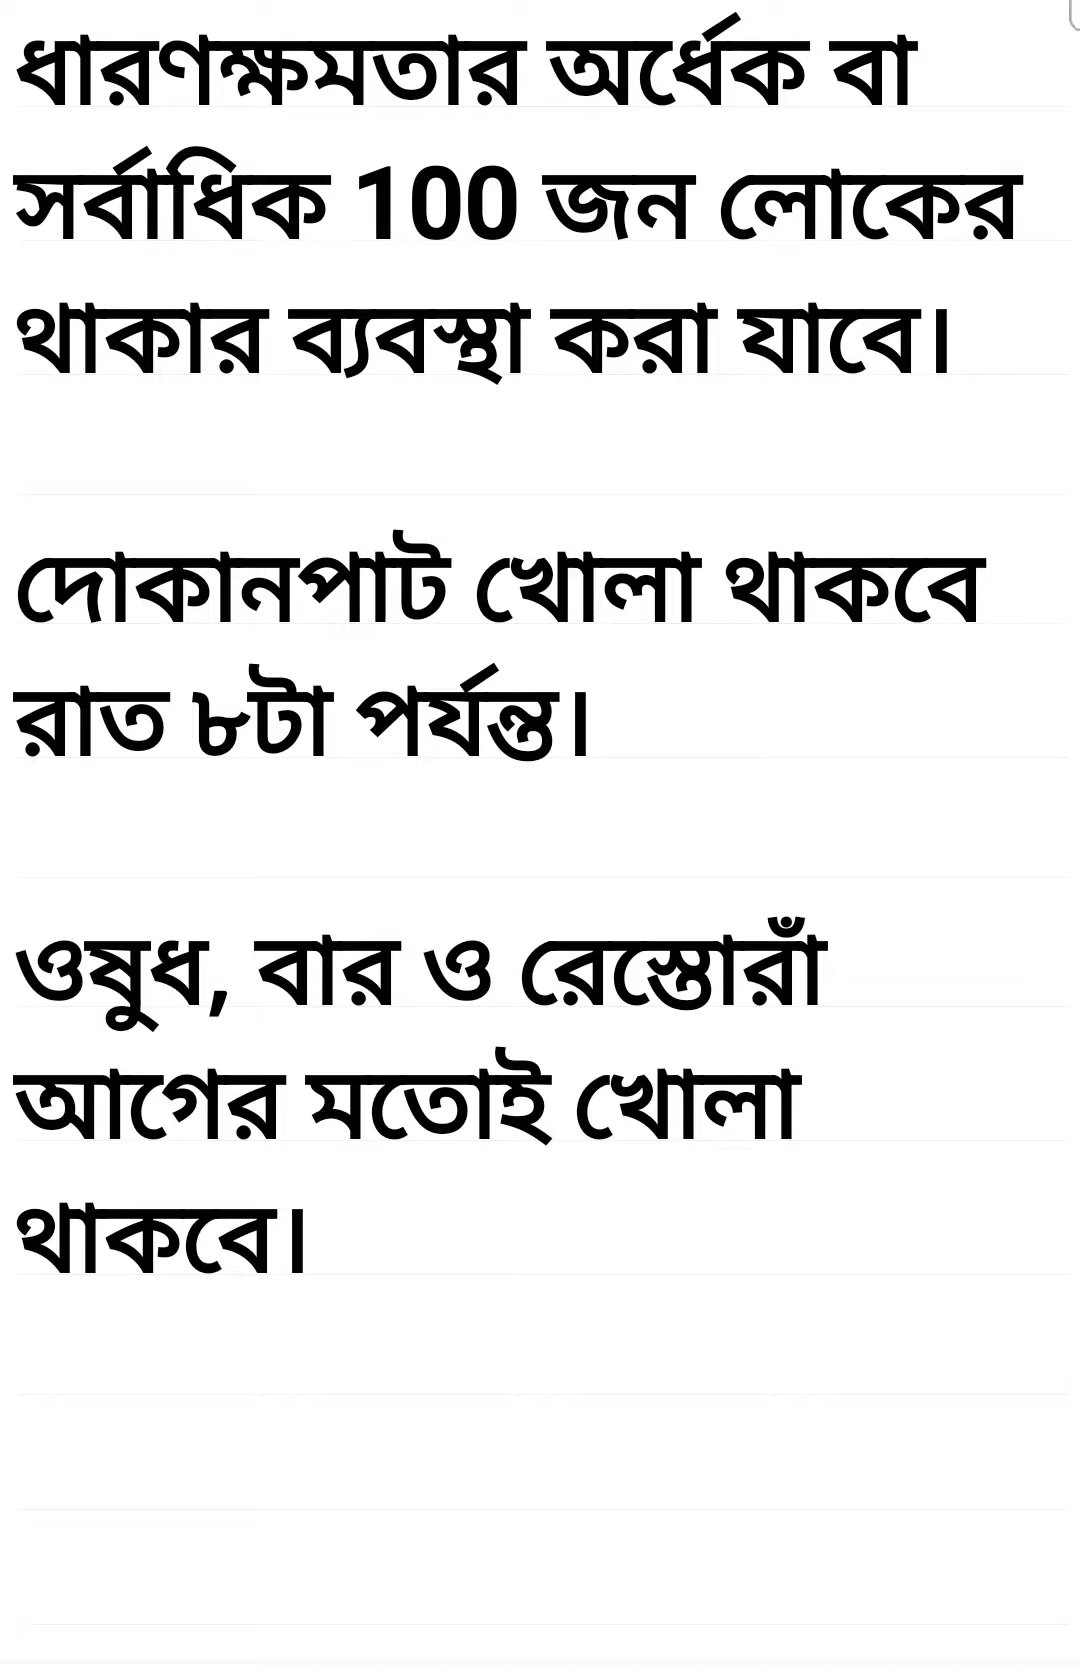 ধারণক্ষমতার অর্ধেক বা
সর্বাধিক 100 জন লোকের
থাকার ব্যবস্থা করা যাবে।
দোকানপাট খোলা থাকবে
রাত ৮টা পর্যন্ত।
ওষুধ, বার ও রেস্তোরাঁ
আগের মতোই খোলা
থাকবে।